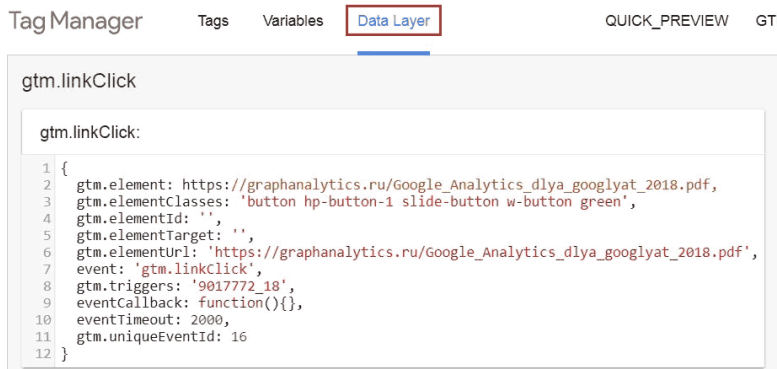 Tag Manager Tags Variables Data Layer QUICK_PREVIEW GT
gtm.linkClick
gtm.linkClick:
1 {
2 gtm.element: https://graphanalytics.ru/Google_Analytics_dlya_googlyat_2018.pdf,
3 gtm.elementClasses: 'button hp-button-1 slide-button w-button green',
4 gtm.elementId: '',
5 gtm.elementTarget: '',
6 gtm.elementUrl: 'https://graphanalytics.ru/Google_Analytics_dlya_googlyat_2018.pdf',
7 event: 'gtm.linkClick',
8 gtm.triggers: '9017772_18',
9 eventCallback: function(){},
10 eventTimeout: 2000,
11 gtm.uniqueEventId: 16
12 }